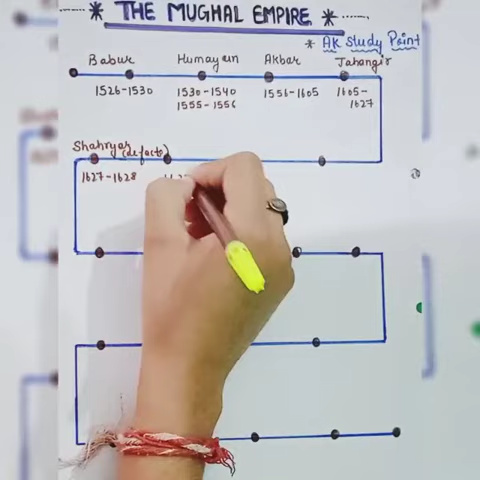 * THE MUGHAL EMPIRE *
* AK Study Point
Babur Humayun Akbar Jahangir
1526-1530 1530-1540 1556-1605 1605-
1555-1556 1627
Shahryar (defacto)
1627-1628